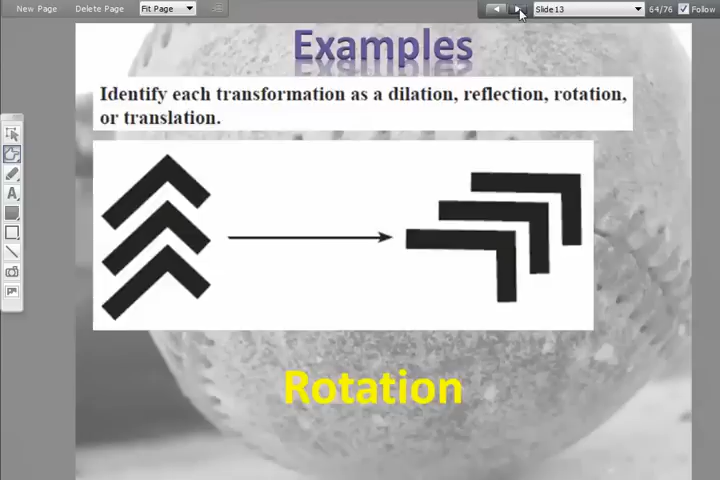 New Page Delete Page Fit Page Slide13 64/76 Follow
Examples
Identify each transformation as a dilation, reflection, rotation,
or translation.
A
Rotation